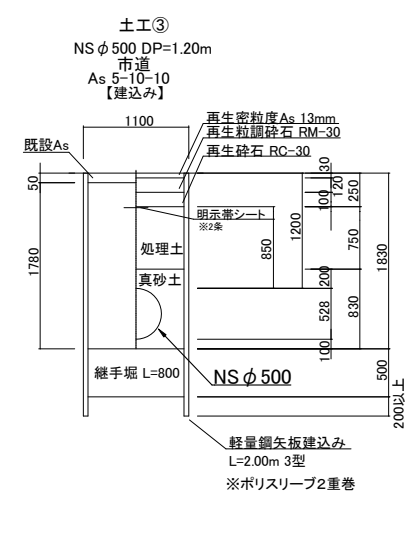 土工③
NSφ500 DP=1.20m
市道
As 5-10-10
【建込み】
1100
再生密粒度As 13mm
再生粒調砕石 RM-30
再生砕石 RC-30
既設As
50
1780
明示帯シート
※2条
処理土
真砂土
850
1200
30
120
100
250
750
200
528
830
100
1830
500
200以上
継手堀 L=800
NSφ500
軽量鋼矢板建込み
L=2.00m 3型
※ポリスリーブ2重巻